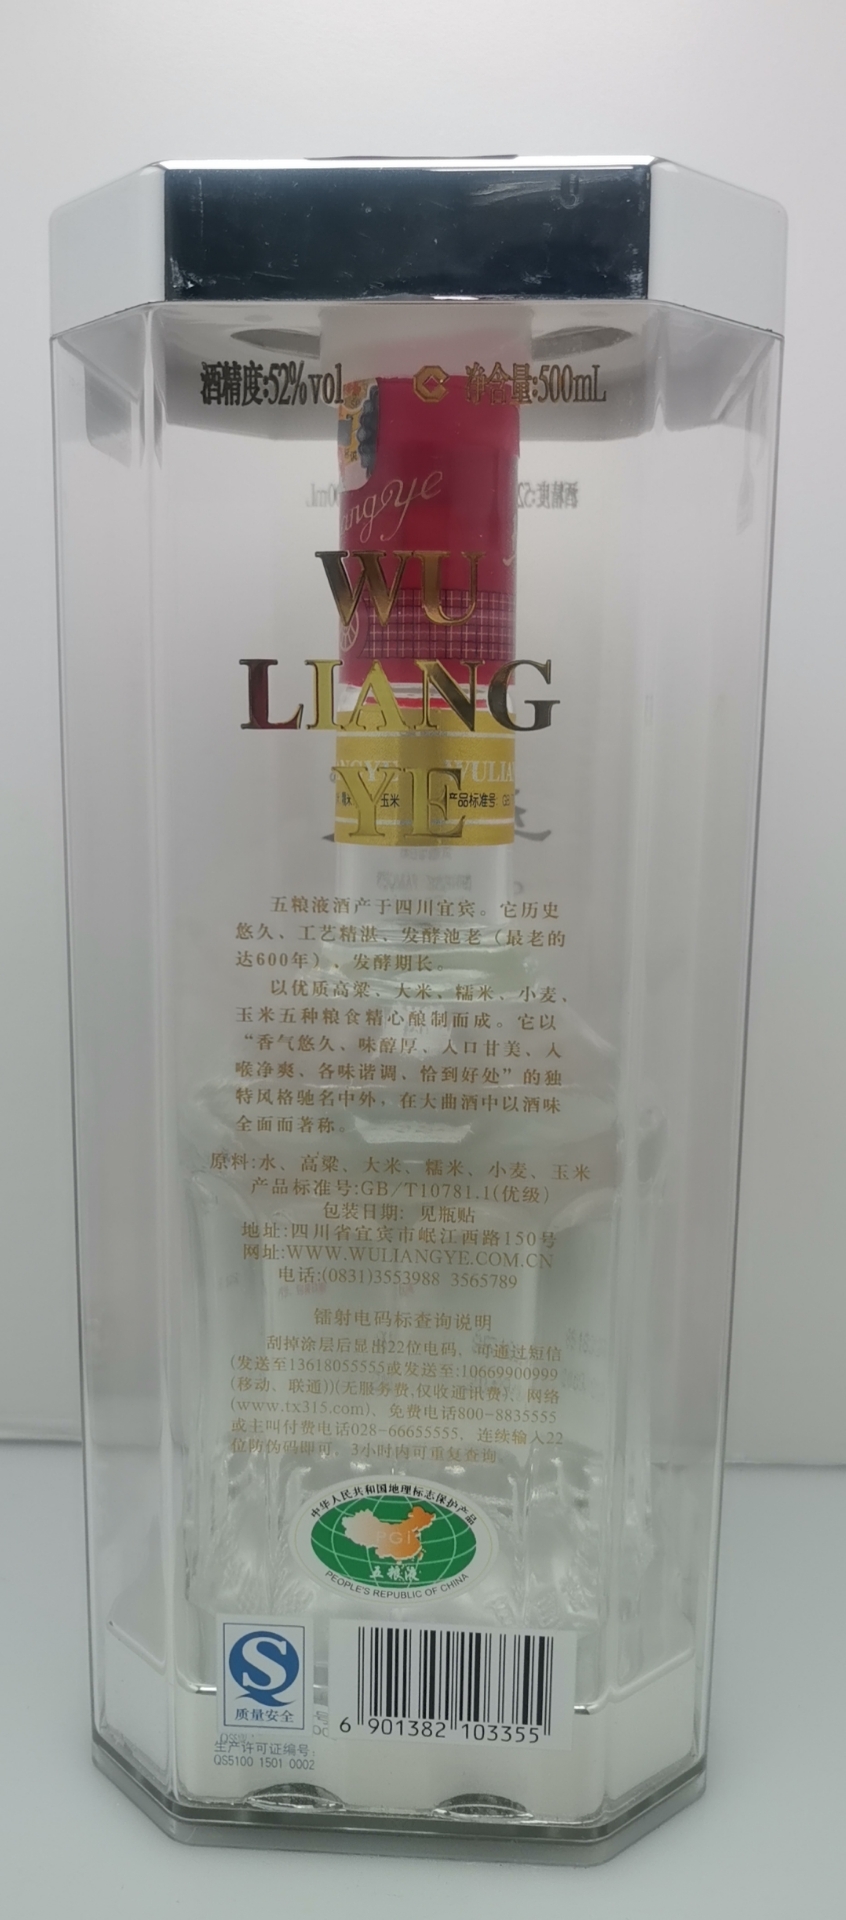 酒精度:52%vol 净含量:500mL
angye
WU
LIANG
YE
WULIA
玉米 产品标准号:
五粮液酒产于四川宜宾。它历史
悠久、工艺精湛、发酵池老（最老的
达600年）、发酵期长。
以优质高粱、大米、糯米、小麦、
玉米五种粮食精心酿制而成。它以
“香气悠久、味醇厚、入口甘美、入
喉净爽、各味谐调、恰到好处”的独
特风格驰名中外，在大曲酒中以酒味
全面而著称。
原料:水、高粱、大米、糯米、小麦、玉米
产品标准号:GB/T10781.1(优级)
包装日期: 见瓶贴
地址:四川省宜宾市岷江西路150号
网址:WWW.WULIANGYE.COM.CN
电话:(0831)3553988 3565789
镭射电码标查询说明
刮掉涂层后显出22位电码，可通过短信
(发送至13618055555或发送至:10669900999
(移动、联通))(无服务费,仅收通讯费)、网络
(www.tx315.com)、免费电话800-8835555
或主叫付费电话028-66655555，连续输入22
位防伪码即可，3小时内可重复查询
中华人民共和国地理标志保护产品
PGI
五粮液
PEOPLE'S REPUBLIC OF CHINA
质量安全
生产许可证编号:
QS5100 1501 0002
6 901382 103355